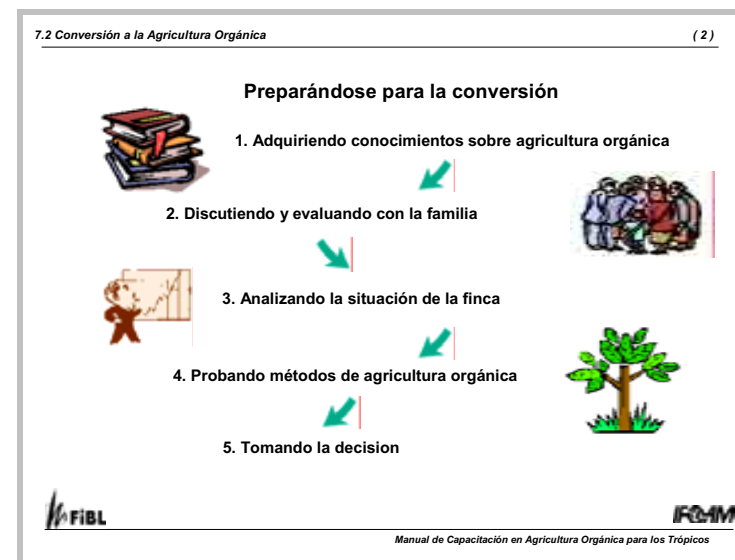 7.2 Conversión a la Agricultura Orgánica ( 2 )
Preparándose para la conversión
1. Adquiriendo conocimientos sobre agricultura orgánica
2. Discutiendo y evaluando con la familia
3. Analizando la situación de la finca
4. Probando métodos de agricultura orgánica
5. Tomando la decision
FiBL IFOAM
Manual de Capacitación en Agricultura Orgánica para los Trópicos